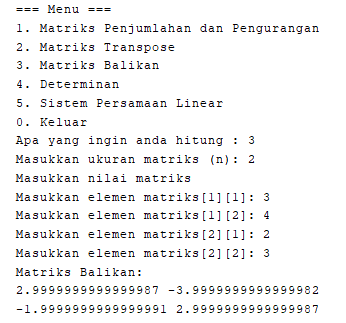 === Menu ===
1. Matriks Penjumlahan dan Pengurangan
2. Matriks Transpose
3. Matriks Balikan
4. Determinan
5. Sistem Persamaan Linear
0. Keluar
Apa yang ingin anda hitung : 3
Masukkan ukuran matriks (n): 2
Masukkan nilai matriks
Masukkan elemen matriks[1][1]: 3
Masukkan elemen matriks[1][2]: 4
Masukkan elemen matriks[2][1]: 2
Masukkan elemen matriks[2][2]: 3
Matriks Balikan:
2.9999999999999987 -3.9999999999999982
-1.9999999999999991 2.9999999999999987